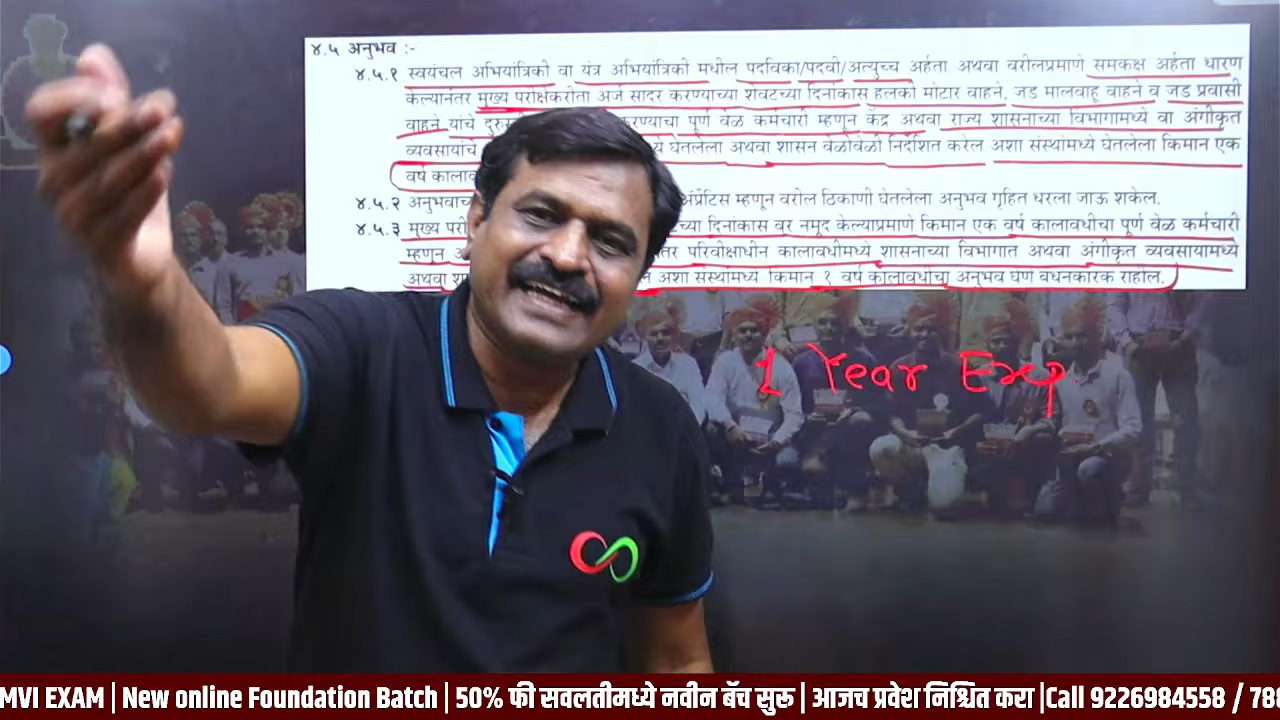 ४.५ अनुभव :-
४.५.१ स्वयंचल अभियांत्रिकी वा यंत्र अभियांत्रिकी मधील पदविका/पदवी/अत्युच्च अर्हता अथवा वरीलप्रमाणे समकक्ष अर्हता धारण
केल्यानंतर मुख्य परीक्षेकरीता अर्ज सादर करण्याच्या शेवटच्या दिनांकास हलकी मोटार वाहने, जड मालवाहू वाहने व जड प्रवासी
वाहने यांचे करण्याचा पूर्ण वेळ कर्मचारी म्हणून केंद्र अथवा राज्य शासनाच्या विभागामध्ये वा अंगीकृत
व्यवसायांचे घेतलेला अथवा शासन वेळोवेळी निर्देशित करेल अशा संस्थांमध्ये घेतलेला किमान एक
वर्ष
४.५.२ म्हणून वरील ठिकाणी घेतलेला अनुभव गृहित धरला जाऊ शकेल.
४.५.३ मुख्य दिनांकास वर नमूद केल्याप्रमाणे किमान एक वर्ष कालावधीचा पूर्ण वेळ कर्मचारी
म्हणून परिवीक्षाधीन कालावधीमध्ये शासनाच्या विभागात अथवा अंगीकृत व्यवसायामध्ये
अथवा अशा संस्थांमध्ये किमान १ वर्ष कालावधीचा अनुभव घेणे बंधनकारक राहील.
1 Year Exp
MVI EXAM | New online Foundation Batch | 50% फी सवलतीमध्ये नवीन बॅच सुरू | आजच प्रवेश निश्चित करा |Call 9226984558 / 788